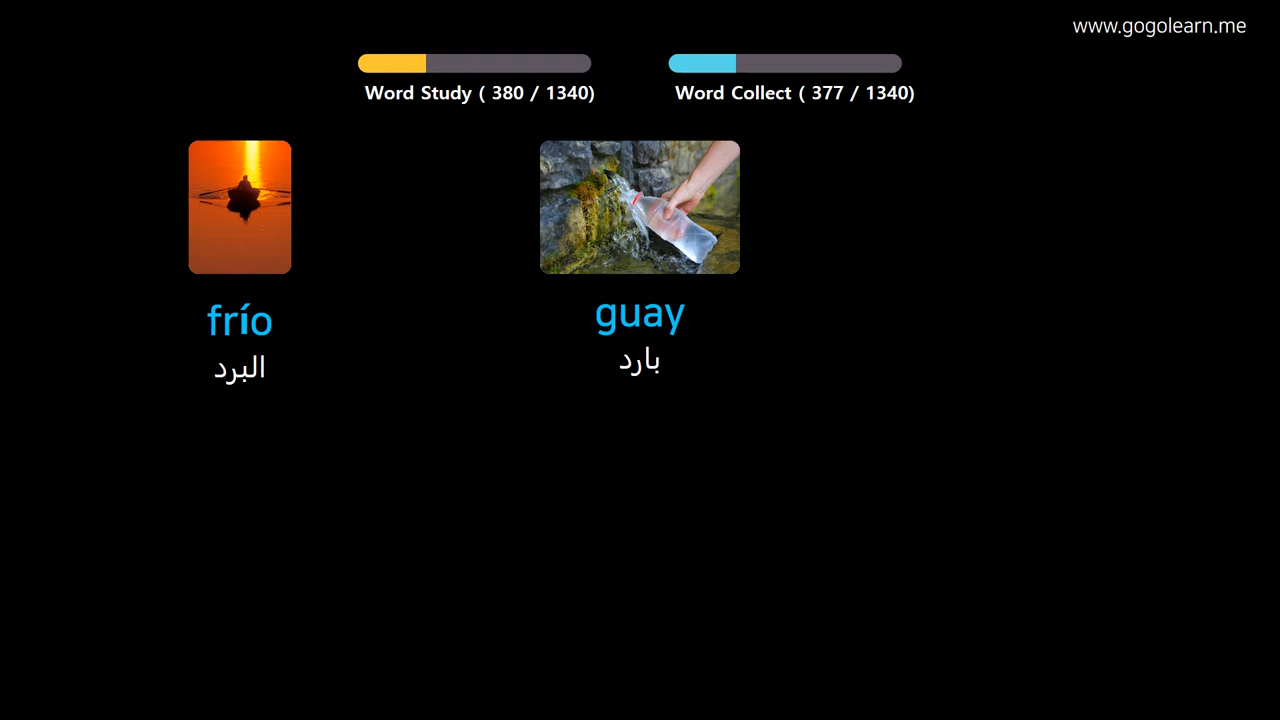 www.gogolearn.me
Word Study ( 380 / 1340)
Word Collect ( 377 / 1340)
frío
البرد
guay
بارد